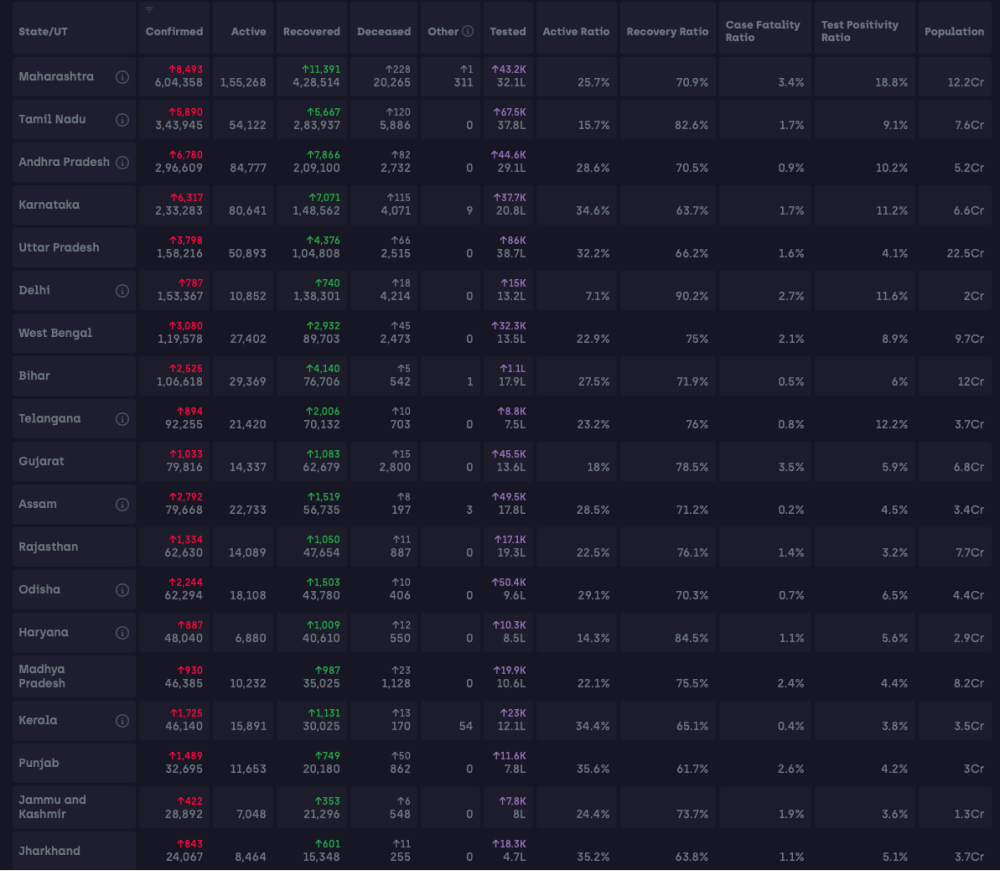 State/UT Confirmed Active Recovered Deceased Other Tested Active Ratio Recovery Ratio Case Fatality Ratio Test Positivity Ratio Population
Maharashtra ↑8,493 6,04,358 1,55,268 ↑11,391 4,28,514 ↑228 20,265 ↑1 311 ↑43.2K 32.1L 25.7% 70.9% 3.4% 18.8% 12.2Cr
Tamil Nadu ↑5,890 3,43,945 54,122 ↑5,667 2,83,937 ↑120 5,886 0 ↑67.5K 37.8L 15.7% 82.6% 1.7% 9.1% 7.6Cr
Andhra Pradesh ↑6,780 2,96,609 84,777 ↑7,866 2,09,100 ↑82 2,732 0 ↑44.6K 29.1L 28.6% 70.5% 0.9% 10.2% 5.2Cr
Karnataka ↑6,317 2,33,283 80,641 ↑7,071 1,48,562 ↑115 4,071 9 ↑37.7K 20.8L 34.6% 63.7% 1.7% 11.2% 6.6Cr
Uttar Pradesh ↑3,798 1,58,216 50,893 ↑4,376 1,04,808 ↑66 2,515 0 ↑86K 38.7L 32.2% 66.2% 1.6% 4.1% 22.5Cr
Delhi ↑787 1,53,367 10,852 ↑740 1,38,301 ↑18 4,214 0 ↑15K 13.2L 7.1% 90.2% 2.7% 11.6% 2Cr
West Bengal ↑3,080 1,19,578 27,402 ↑2,932 89,703 ↑45 2,473 0 ↑32.3K 13.5L 22.9% 75% 2.1% 8.9% 9.7Cr
Bihar ↑2,525 1,06,618 29,369 ↑4,140 76,706 ↑5 542 1 ↑1.1L 17.9L 27.5% 71.9% 0.5% 6% 12Cr
Telangana ↑894 92,255 21,420 ↑2,006 70,132 ↑10 703 0 ↑8.8K 7.5L 23.2% 76% 0.8% 12.2% 3.7Cr
Gujarat ↑1,033 79,816 14,337 ↑1,083 62,679 ↑15 2,800 0 ↑45.5K 13.6L 18% 78.5% 3.5% 5.9% 6.8Cr
Assam ↑2,792 79,668 22,733 ↑1,519 56,735 ↑8 197 3 ↑49.5K 17.8L 28.5% 71.2% 0.2% 4.5% 3.4Cr
Rajasthan ↑1,334 62,630 14,089 ↑1,050 47,654 ↑11 887 0 ↑17.1K 19.3L 22.5% 76.1% 1.4% 3.2% 7.7Cr
Odisha ↑2,244 62,294 18,108 ↑1,503 43,780 ↑10 406 0 ↑50.4K 9.6L 29.1% 70.3% 0.7% 6.5% 4.4Cr
Haryana ↑887 48,040 6,880 ↑1,009 40,610 ↑12 550 0 ↑10.3K 8.5L 14.3% 84.5% 1.1% 5.6% 2.9Cr
Madhya Pradesh ↑930 46,385 10,232 ↑987 35,025 ↑23 1,128 0 ↑19.9K 10.6L 22.1% 75.5% 2.4% 4.4% 8.2Cr
Kerala ↑1,725 46,140 15,891 ↑1,131 30,025 ↑13 170 54 ↑23K 12.1L 34.4% 65.1% 0.4% 3.8% 3.5Cr
Punjab ↑1,489 32,695 11,653 ↑749 20,180 ↑50 862 0 ↑11.6K 7.8L 35.6% 61.7% 2.6% 4.2% 3Cr
Jammu and Kashmir ↑422 28,892 7,048 ↑353 21,296 ↑6 548 0 ↑7.8K 8L 24.4% 73.7% 1.9% 3.6% 1.3Cr
Jharkhand ↑843 24,067 8,464 ↑601 15,348 ↑11 255 0 ↑18.3K 4.7L 35.2% 63.8% 1.1% 5.1% 3.7Cr